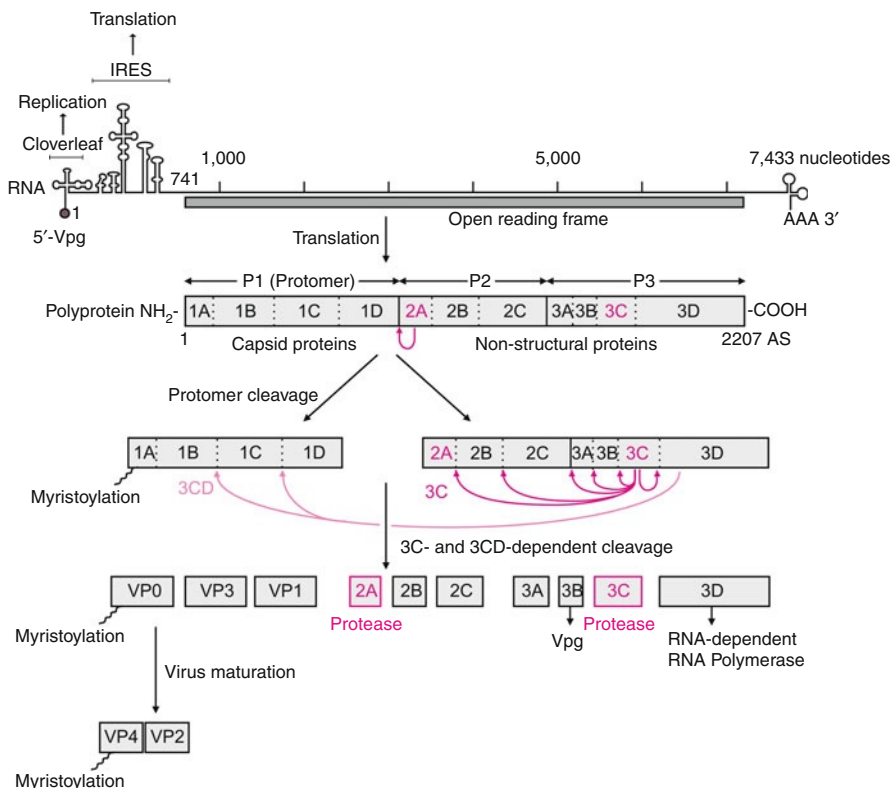 Translation
IRES
Replication
Cloverleaf
RNA
1
5′-Vpg
741
1,000
5,000
7,433 nucleotides
Open reading frame
AAA 3′
Translation
P1 (Protomer)
P2
P3
Polyprotein NH2-
1A
1B
1C
1D
2A
2B
2C
3A
3B
3C
3D
-COOH
1
Capsid proteins
Non-structural proteins
2207 AS
Protomer cleavage
1A
1B
1C
1D
2A
2B
2C
3A
3B
3C
3D
Myristoylation
3CD
3C
3C- and 3CD-dependent cleavage
VP0
VP3
VP1
2A
2B
2C
3A
3B
3C
3D
Myristoylation
Protease
Vpg
Protease
RNA-dependent
RNA Polymerase
Virus maturation
VP4
VP2
Myristoylation